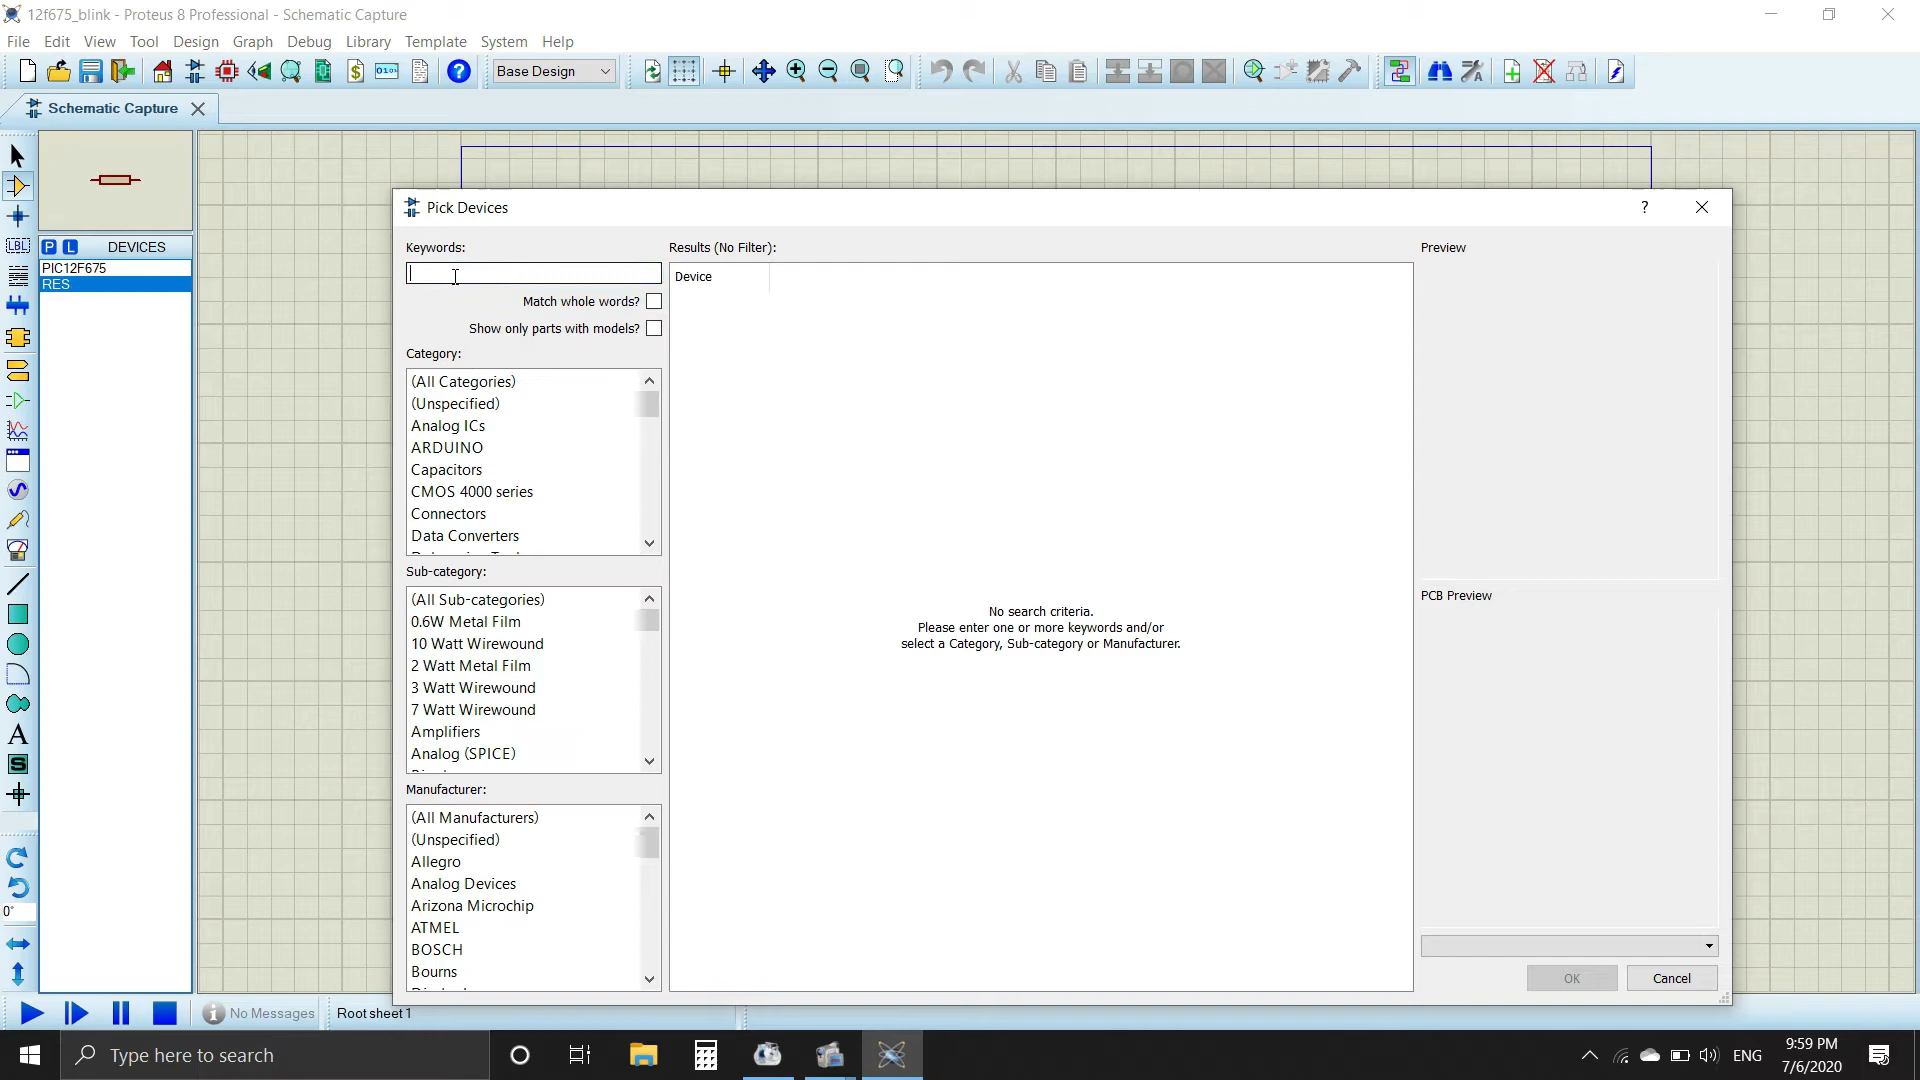 12f675_blink - Proteus 8 Professional - Schematic Capture
File Edit View Tool Design Graph Debug Library Template System Help
Base Design
Schematic Capture
P L DEVICES
PIC12F675
RES
LBL
A
S
0°
Pick Devices
?
Keywords:
Match whole words?
Show only parts with models?
Category:
(All Categories)
(Unspecified)
Analog ICs
ARDUINO
Capacitors
CMOS 4000 series
Connectors
Data Converters
Sub-category:
(All Sub-categories)
0.6W Metal Film
10 Watt Wirewound
2 Watt Metal Film
3 Watt Wirewound
7 Watt Wirewound
Amplifiers
Analog (SPICE)
Manufacturer:
(All Manufacturers)
(Unspecified)
Allegro
Analog Devices
Arizona Microchip
ATMEL
BOSCH
Bourns
Results (No Filter):
Device
No search criteria.
Please enter one or more keywords and/or
select a Category, Sub-category or Manufacturer.
Preview
PCB Preview
OK Cancel
No Messages Root sheet 1
Type here to search
ENG
9:59 PM
7/6/2020